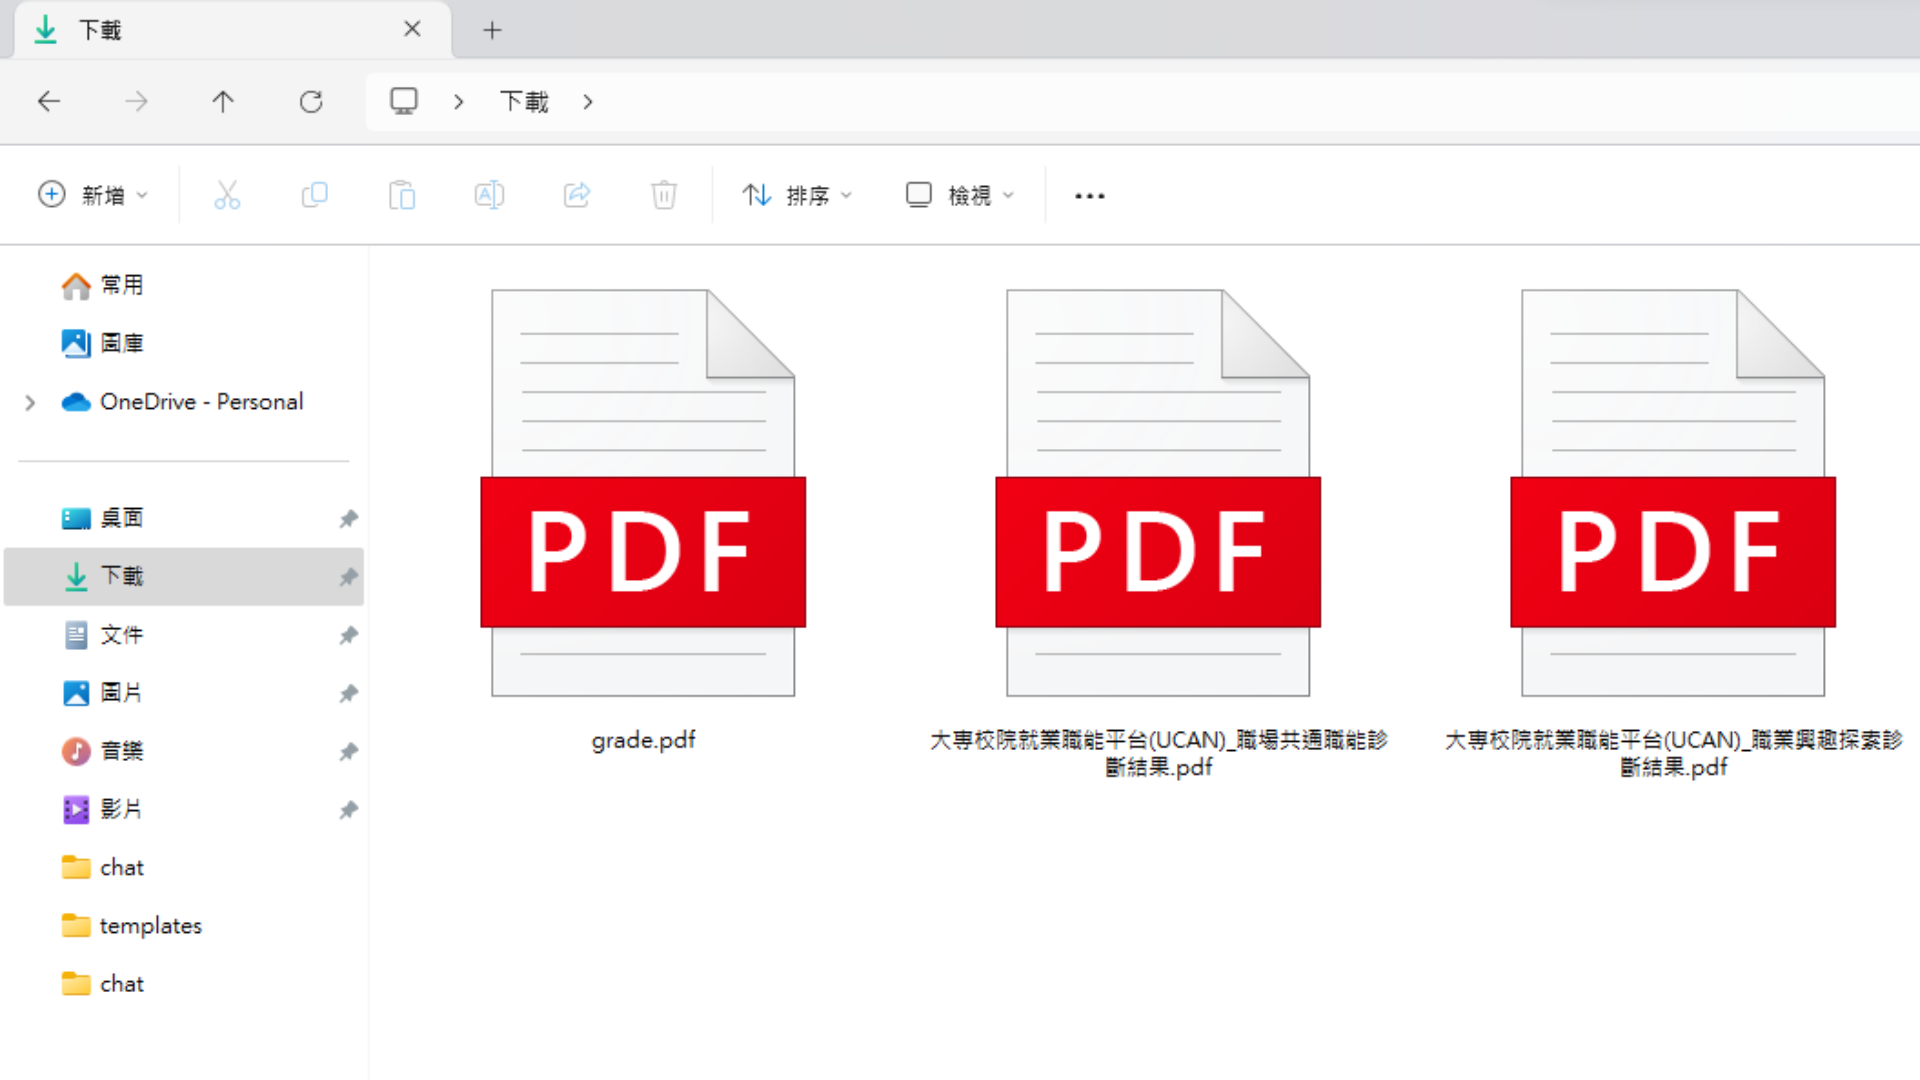 下載
下載
新增
排序
檢視
常用
圖庫
OneDrive - Personal
桌面
下載
文件
圖片
音樂
影片
chat
templates
chat
PDF
PDF
PDF
grade.pdf
大專校院就業職能平台(UCAN)_職場共通職能診
斷結果.pdf
大專校院就業職能平台(UCAN)_職業興趣探索診
斷結果.pdf